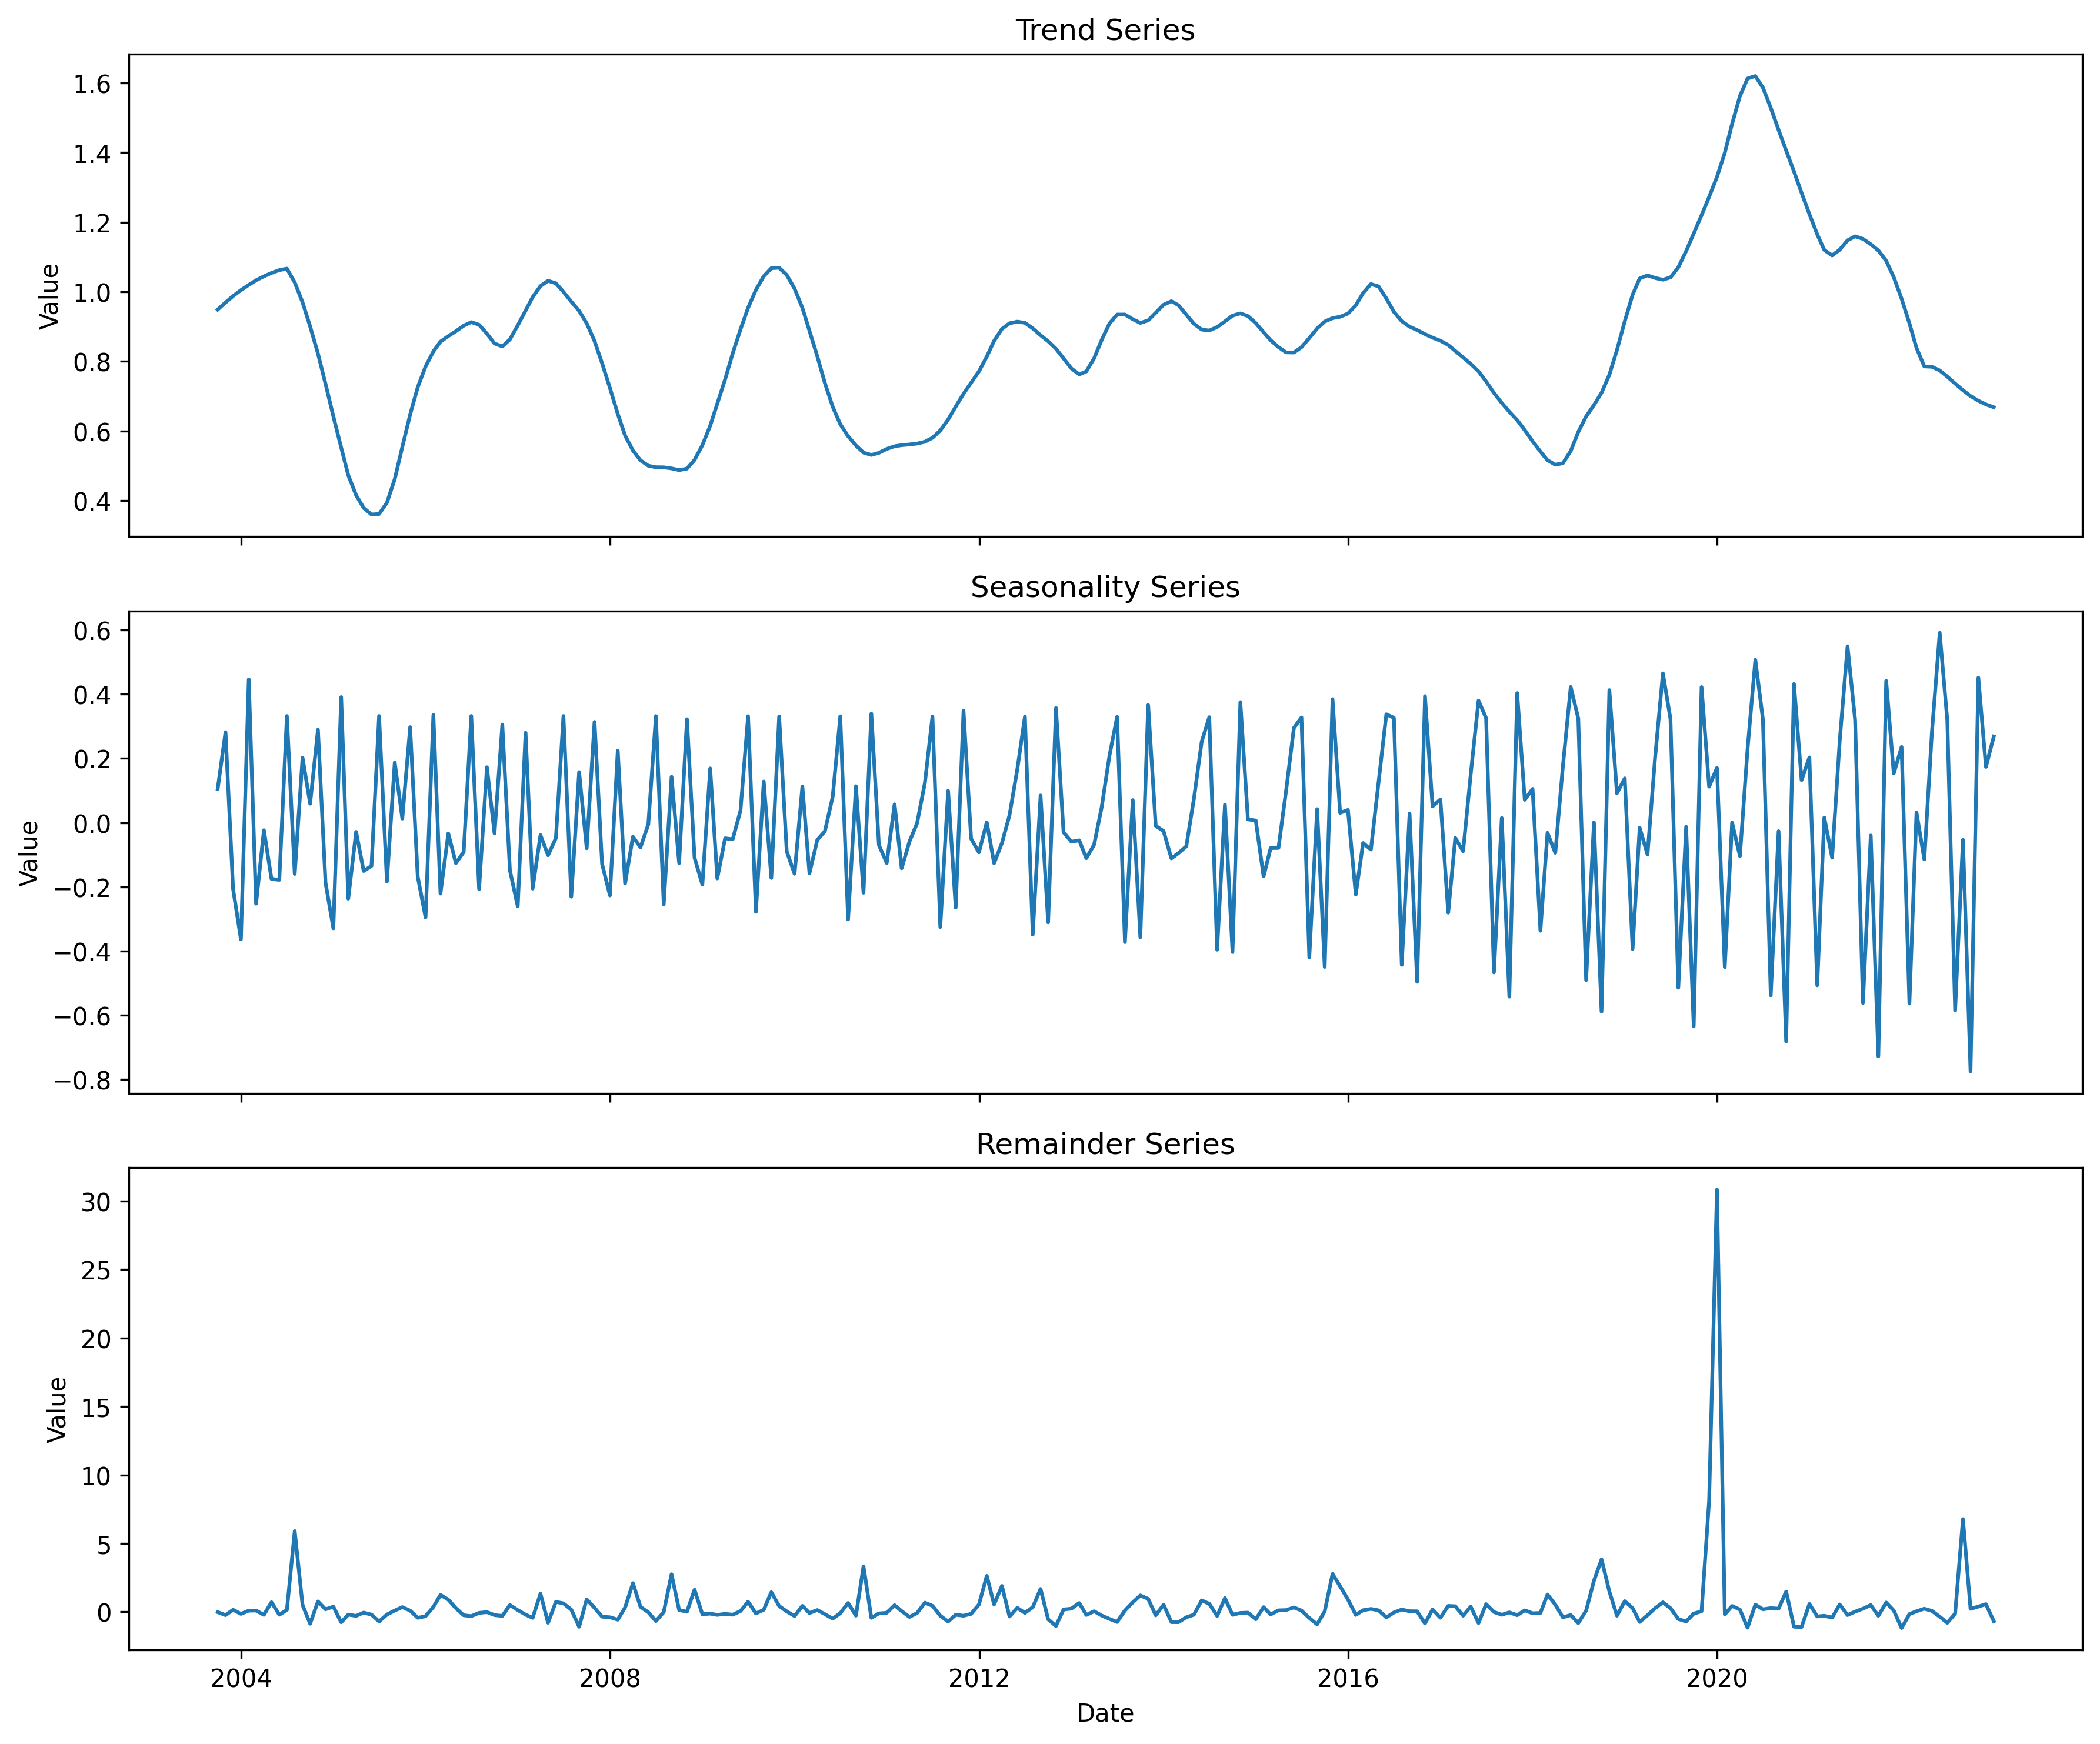 Trend Series
Value
1.6
1.4
1.2
1.0
0.8
0.6
0.4
Seasonality Series
Value
0.6
0.4
0.2
0.0
−0.2
−0.4
−0.6
−0.8
Remainder Series
Value
30
25
20
15
10
5
0
2004 2008 2012 2016 2020
Date